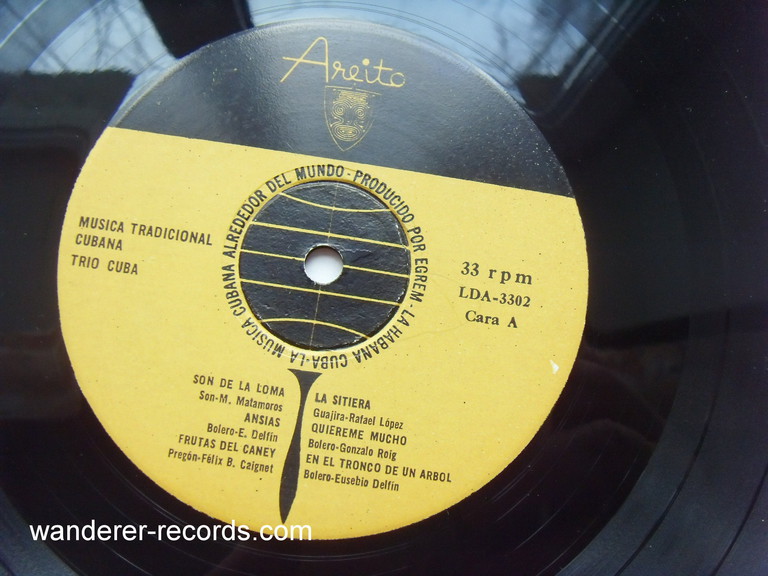 Areito
LA MUSICA CUBANA ALREDEDOR DEL MUNDO - PRODUCIDO POR EGREM - LA HABANA CUBA -
MUSICA TRADICIONAL
CUBANA
TRIO CUBA
33 rpm
LDA-3302
Cara A
SON DE LA LOMA
Son-M. Matamoros
ANSIAS
Bolero-E. Delfín
FRUTAS DEL CANEY
Pregón-Félix B. Caignet
LA SITIERA
Guajira-Rafael López
QUIEREME MUCHO
Bolero-Gonzalo Roig
EN EL TRONCO DE UN ARBOL
Bolero-Eusebio Delfín
wanderer-records.com